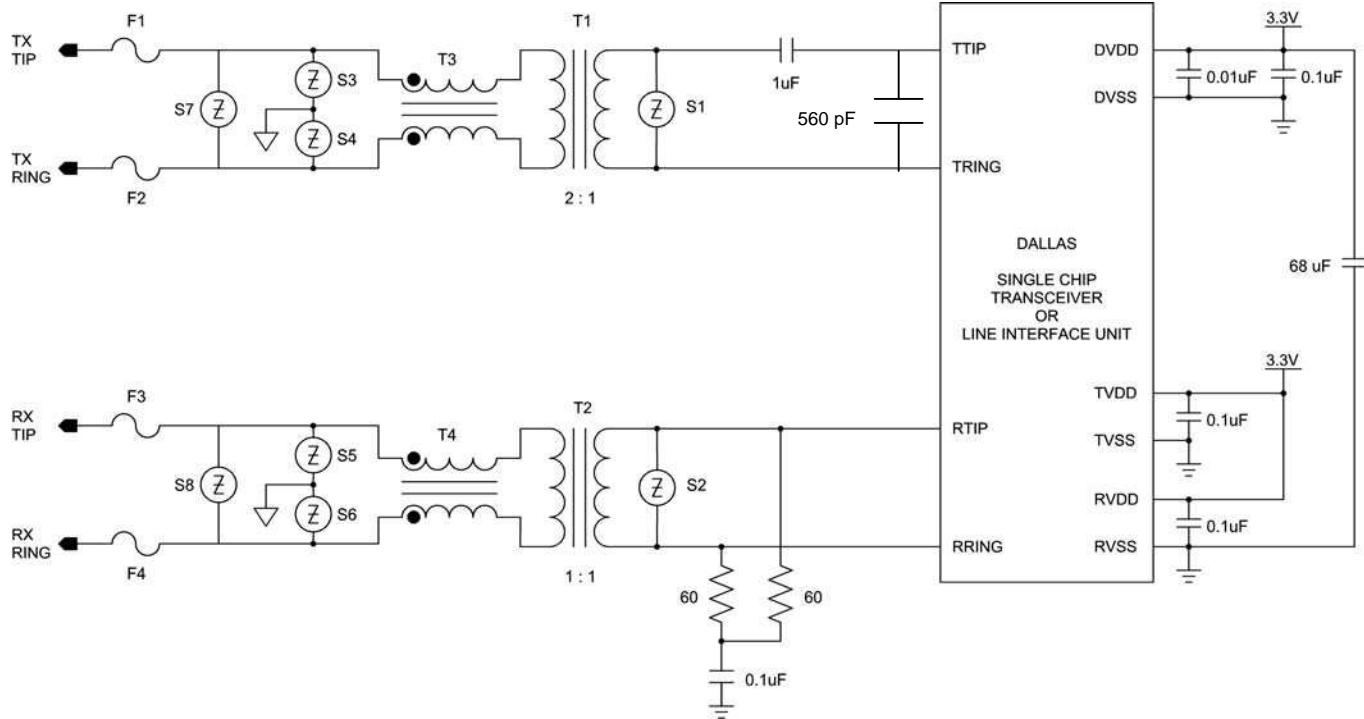 TX
TIP
F1
S7
S3
S4
T3
T1
S1
1uF
560 pF
TTIP
TRING
TX
RING
F2
2 : 1
DVDD
DVSS
3.3V
0.01uF
0.1uF
68 uF
DALLAS
SINGLE CHIP
TRANSCEIVER
OR
LINE INTERFACE UNIT
RX
TIP
F3
S8
S5
S6
T4
T2
S2
RTIP
RRING
RX
RING
F4
1 : 1
60
60
0.1uF
3.3V
TVDD
TVSS
0.1uF
RVDD
RVSS
0.1uF